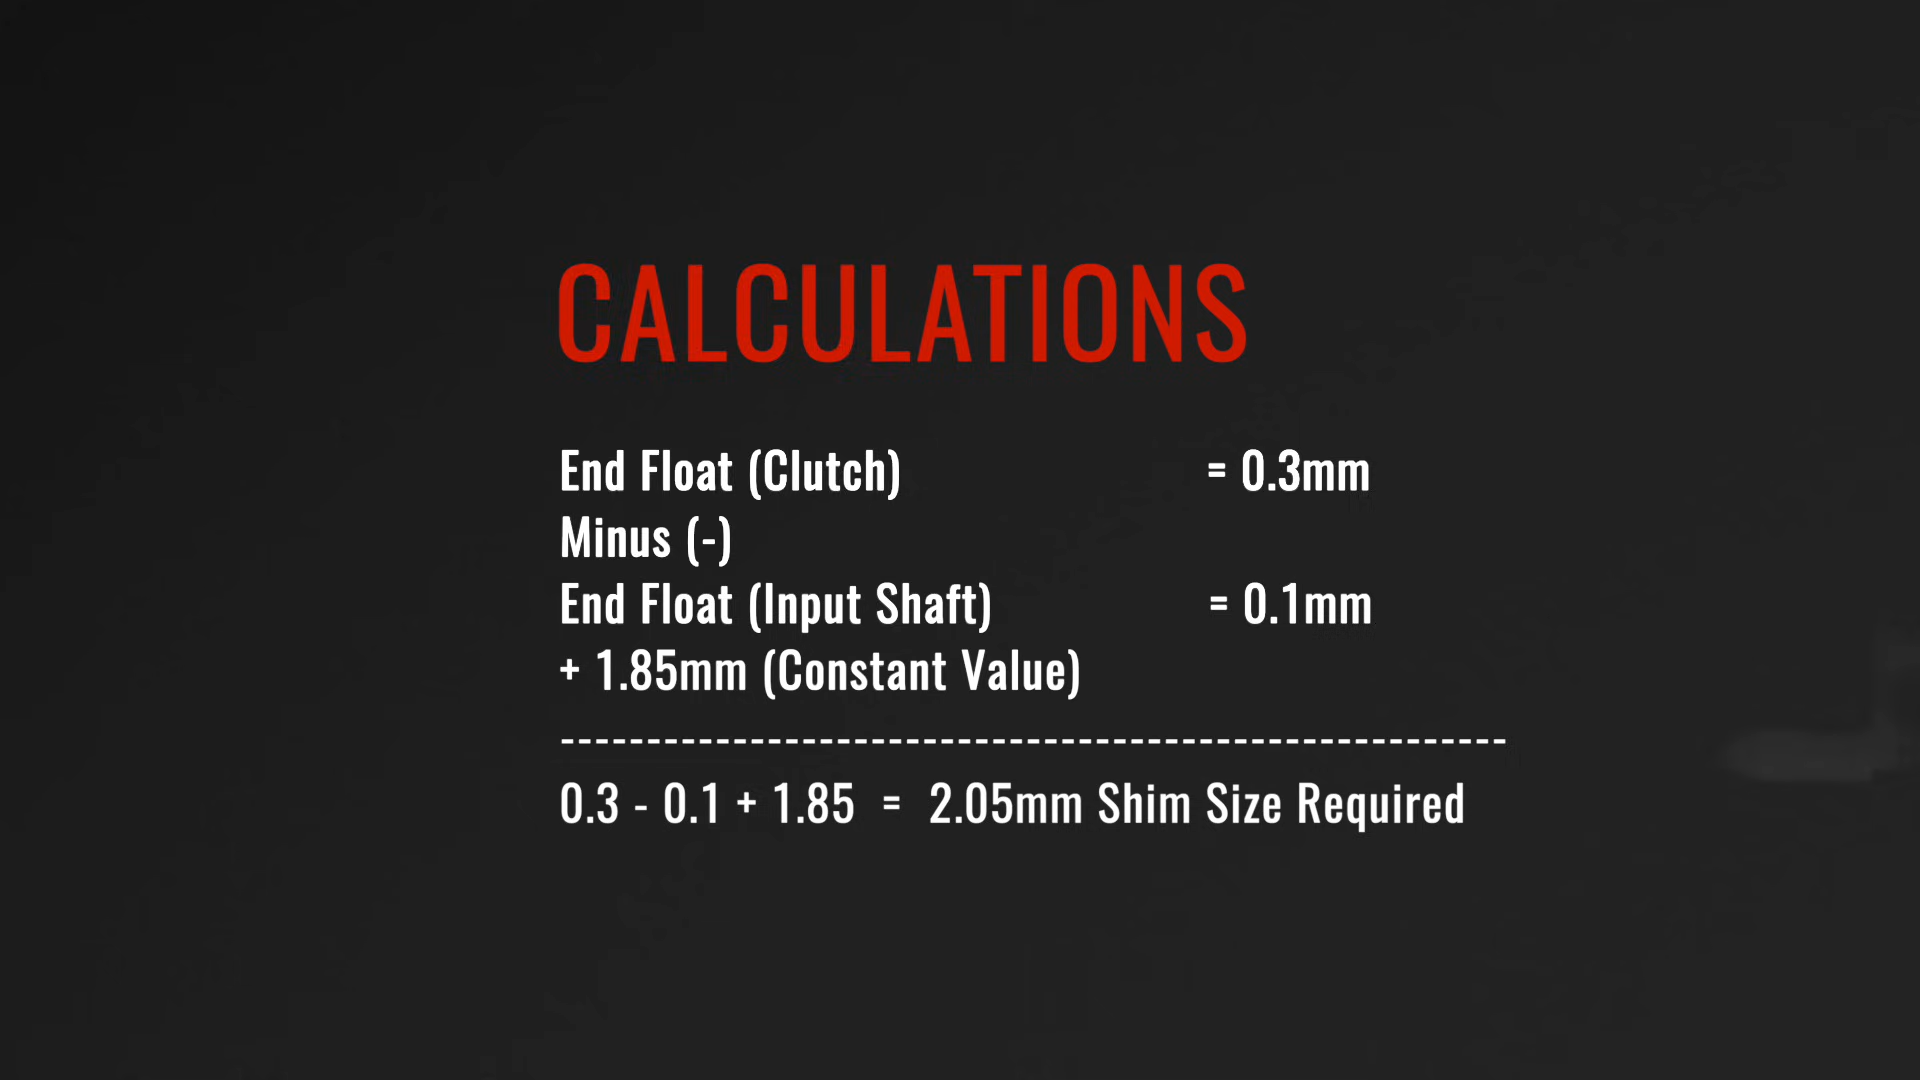 CALCULATIONS
End Float (Clutch) = 0.3mm
Minus (-)
End Float (Input Shaft) = 0.1mm
+ 1.85mm (Constant Value)
-------------------------------------------------------
0.3 - 0.1 + 1.85 = 2.05mm Shim Size Required